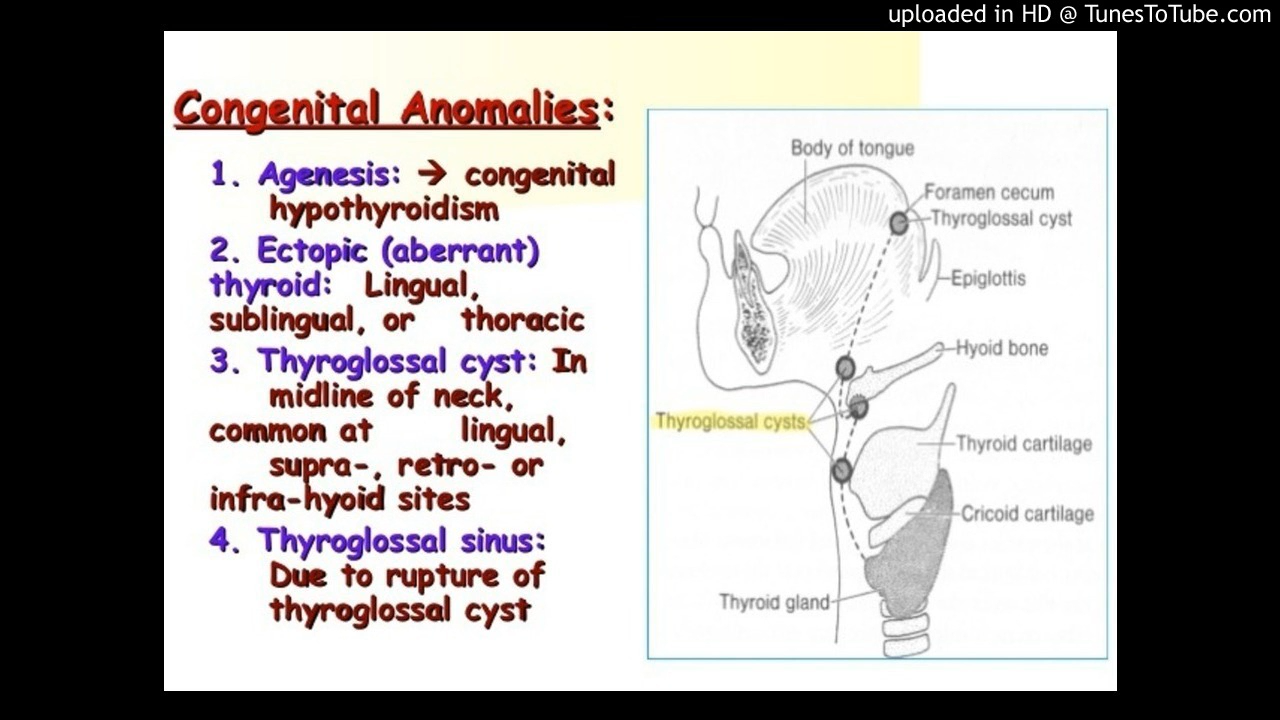 uploaded in HD @ TunesToTube.com
Congenital Anomalies:
1. Agenesis: → congenital
hypothyroidism
2. Ectopic (aberrant)
thyroid: Lingual,
sublingual, or thoracic
3. Thyroglossal cyst: In
midline of neck,
common at lingual,
supra-, retro- or
infra-hyoid sites
4. Thyroglossal sinus:
Due to rupture of
thyroglossal cyst
Body of tongue
Foramen cecum
Thyroglossal cyst
Epiglottis
Hyoid bone
Thyroglossal cysts
Thyroid cartilage
Cricoid cartilage
Thyroid gland